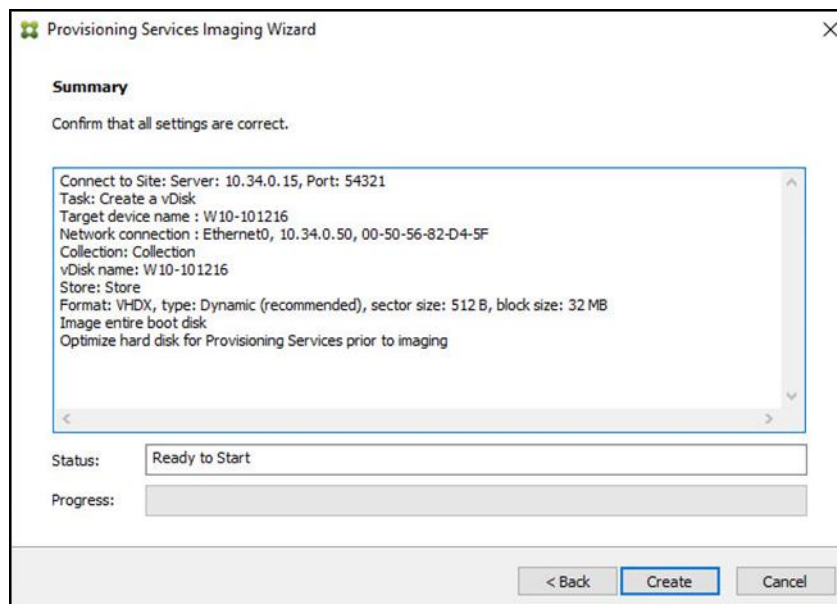 Provisioning Services Imaging Wizard
Summary
Confirm that all settings are correct.
Connect to Site: Server: 10.34.0.15, Port: 54321
Task: Create a vDisk
Target device name : W10-101216
Network connection : Ethernet0, 10.34.0.50, 00-50-56-82-D4-5F
Collection: Collection
vDisk name: W10-101216
Store: Store
Format: VHDX, type: Dynamic (recommended), sector size: 512 B, block size: 32 MB
Image entire boot disk
Optimize hard disk for Provisioning Services prior to imaging
Status: Ready to Start
Progress:
< Back Create Cancel